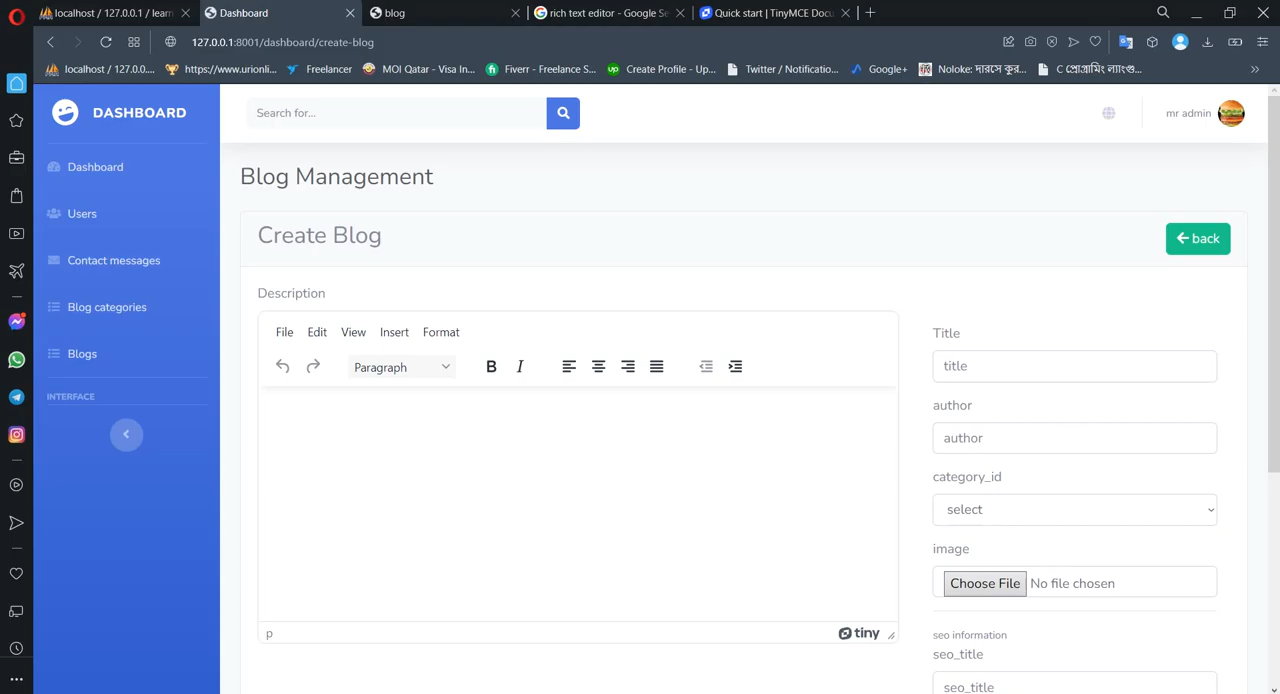 localhost / 127.0.0.1 / learn
Dashboard
blog
rich text editor - Google Se
Quick start | TinyMCE Docu
127.0.0.1:8001/dashboard/create-blog
localhost / 127.0.0....
https://www.urionli...
Freelancer
MOI Qatar - Visa In...
Fiverr - Freelance S...
Create Profile - Up...
Twitter / Notificatio...
Google+
Noloke: দারসে কুর...
C প্রোগ্রামিং ল্যাংগু...
DASHBOARD
Search for...
mr admin
Dashboard
Users
Contact messages
Blog categories
Blogs
INTERFACE
Blog Management
Create Blog
back
Description
File Edit View Insert Format
Paragraph
B I
p
tiny
Title
title
author
author
category_id
select
image
Choose File No file chosen
seo information
seo_title
seo_title